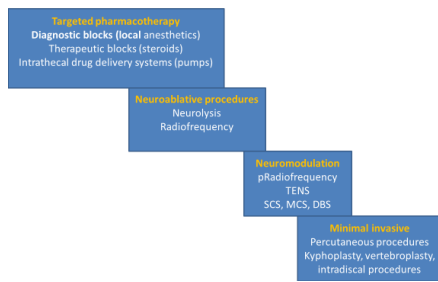 Targeted pharmacotherapy
Diagnostic blocks (local anesthetics)
Therapeutic blocks (steroids)
Intrathecal drug delivery systems (pumps)
Neuroablative procedures
Neurolysis
Radiofrequency
Neuromodulation
pRadiofrequency
TENS
SCS, MCS, DBS
Minimal invasive
Percutaneous procedures
Kyphoplasty, vertebroplasty,
intradiscal procedures